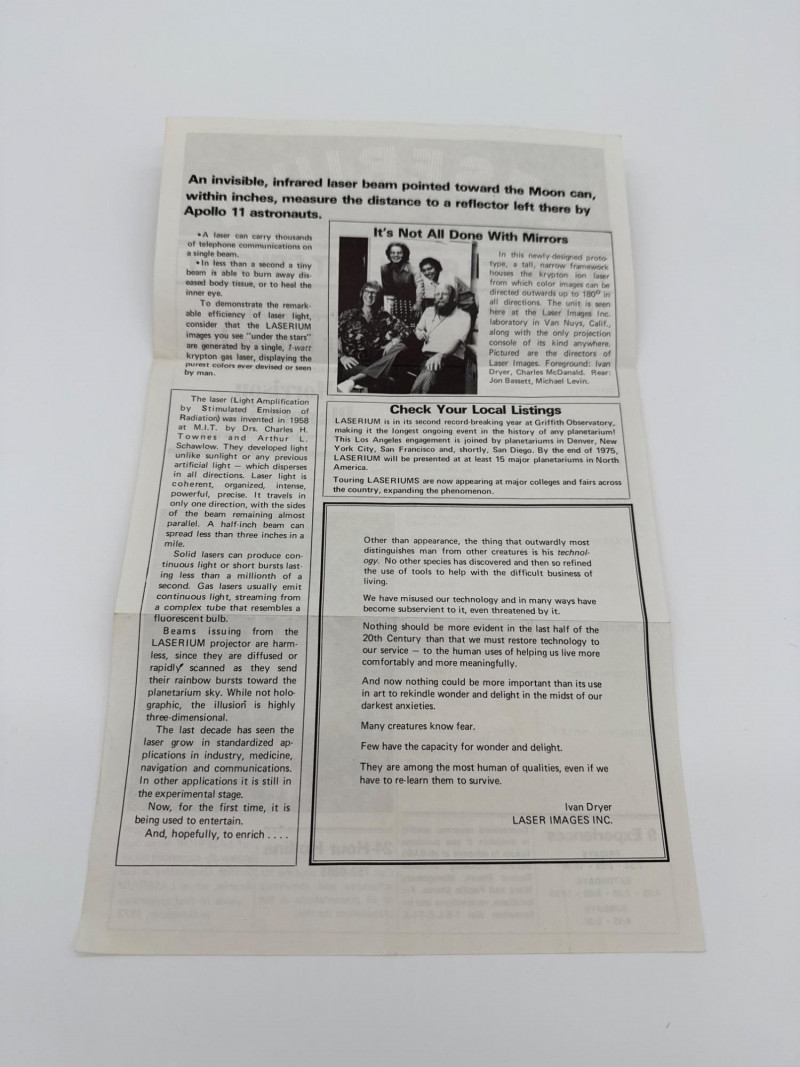 An invisible, infrared laser beam pointed toward the Moon can,
within inches, measure the distance to a reflector left there by
Apollo 11 astronauts.
•A laser can carry thousands
of telephone communications on
a single beam.
•In less than a second a tiny
beam is able to burn away dis-
eased body tissue, or to heal the
inner eye.
To demonstrate the remark-
able efficiency of laser light,
consider that the LASERIUM
images you see "under the stars"
are generated by a single, 1-watt
krypton gas laser, displaying the
purest colors ever devised or seen
by man.
It's Not All Done With Mirrors
In this newly-designed proto-
type, a tall, narrow framework
houses the krypton ion laser
from which color images can be
directed outwards up to 180° in
all directions. The unit is seen
here at the Laser Images Inc.
laboratory in Van Nuys, Calif.,
along with the only projection
console of its kind anywhere.
Pictured are the directors of
Laser Images. Foreground: Ivan
Dryer, Charles McDanald. Rear:
Jon Bassett, Michael Levin.
The laser (Light Amplification
by Stimulated Emission of
Radiation) was invented in 1958
at M.I.T. by Drs. Charles H.
Townes and Arthur L.
Schawlow. They developed light
unlike sunlight or any previous
artificial light — which disperses
in all directions. Laser light is
coherent, organized, intense,
powerful, precise. It travels in
only one direction, with the sides
of the beam remaining almost
parallel. A half-inch beam can
spread less than three inches in a
mile.
Solid lasers can produce con-
tinuous light or short bursts last-
ing less than a millionth of a
second. Gas lasers usually emit
continuous light, streaming from
a complex tube that resembles a
fluorescent bulb.
Beams issuing from the
LASERIUM projector are harm-
less, since they are diffused or
rapidly scanned as they send
their rainbow bursts toward the
planetarium sky. While not holo-
graphic, the illusion is highly
three-dimensional.
The last decade has seen the
laser grow in standardized ap-
plications in industry, medicine,
navigation and communications.
In other applications it is still in
the experimental stage.
Now, for the first time, it is
being used to entertain.
And, hopefully, to enrich . . . .
Check Your Local Listings
LASERIUM is in its second record-breaking year at Griffith Observatory,
making it the longest ongoing event in the history of any planetarium!
This Los Angeles engagement is joined by planetariums in Denver, New
York City, San Francisco and, shortly, San Diego. By the end of 1975,
LASERIUM will be presented at at least 15 major planetariums in North
America.
Touring LASERIUMS are now appearing at major colleges and fairs across
the country, expanding the phenomenon.
Other than appearance, the thing that outwardly most
distinguishes man from other creatures is his technol-
ogy. No other species has discovered and then so refined
the use of tools to help with the difficult business of
living.
We have misused our technology and in many ways have
become subservient to it, even threatened by it.
Nothing should be more evident in the last half of the
20th Century than that we must restore technology to
our service — to the human uses of helping us live more
comfortably and more meaningfully.
And now nothing could be more important than its use
in art to rekindle wonder and delight in the midst of our
darkest anxieties.
Many creatures know fear.
Few have the capacity for wonder and delight.
They are among the most human of qualities, even if we
have to re-learn them to survive.
Ivan Dryer
LASER IMAGES INC.